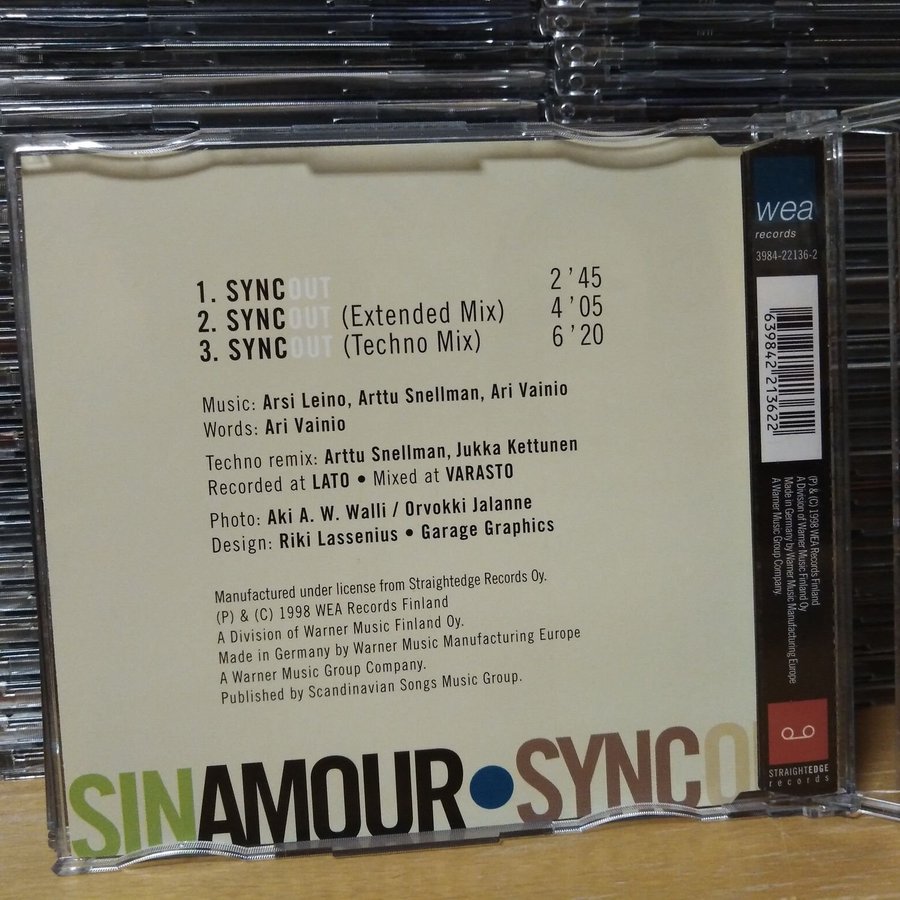 1. SYNCOUT 2'45
2. SYNCOUT (Extended Mix) 4'05
3. SYNCOUT (Techno Mix) 6'20
Music: Arsi Leino, Arttu Snellman, Ari Vainio
Words: Ari Vainio
Techno remix: Arttu Snellman, Jukka Kettunen
Recorded at LATO • Mixed at VARASTO
Photo: Aki A. W. Walli / Orvokki Jalanne
Design: Riki Lassenius • Garage Graphics
Manufactured under license from Straightedge Records Oy.
(P) & (C) 1998 WEA Records Finland
A Division of Warner Music Finland Oy.
Made in Germany by Warner Music Manufacturing Europe
A Warner Music Group Company.
Published by Scandinavian Songs Music Group.
SINAMOUR•SYNCO
wea
records
3984-22136-2
639842213622
(P) & (C) 1998 WEA Records Finland
A Division of Warner Music Finland Oy
Made in Germany by Warner Music Manufacturing Europe
A Warner Music Group Company.
STRAIGHTEDGE
records